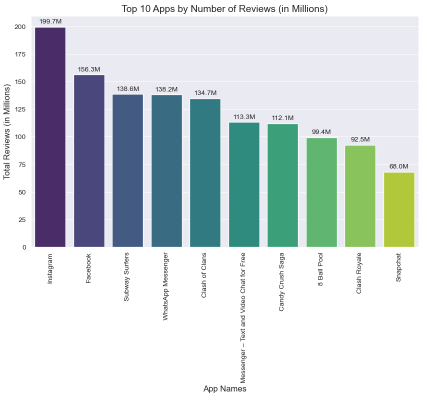 Top 10 Apps by Number of Reviews (in Millions)
Total Reviews (in Millions)
200
175
150
125
100
75
50
25
0
199.7M
156.3M
138.6M
138.2M
134.7M
113.3M
112.1M
99.4M
92.5M
68.0M
Instagram
Facebook
Subway Surfers
WhatsApp Messenger
Clash of Clans
Messenger – Text and Video Chat for Free
Candy Crush Saga
8 Ball Pool
Clash Royale
Snapchat
App Names